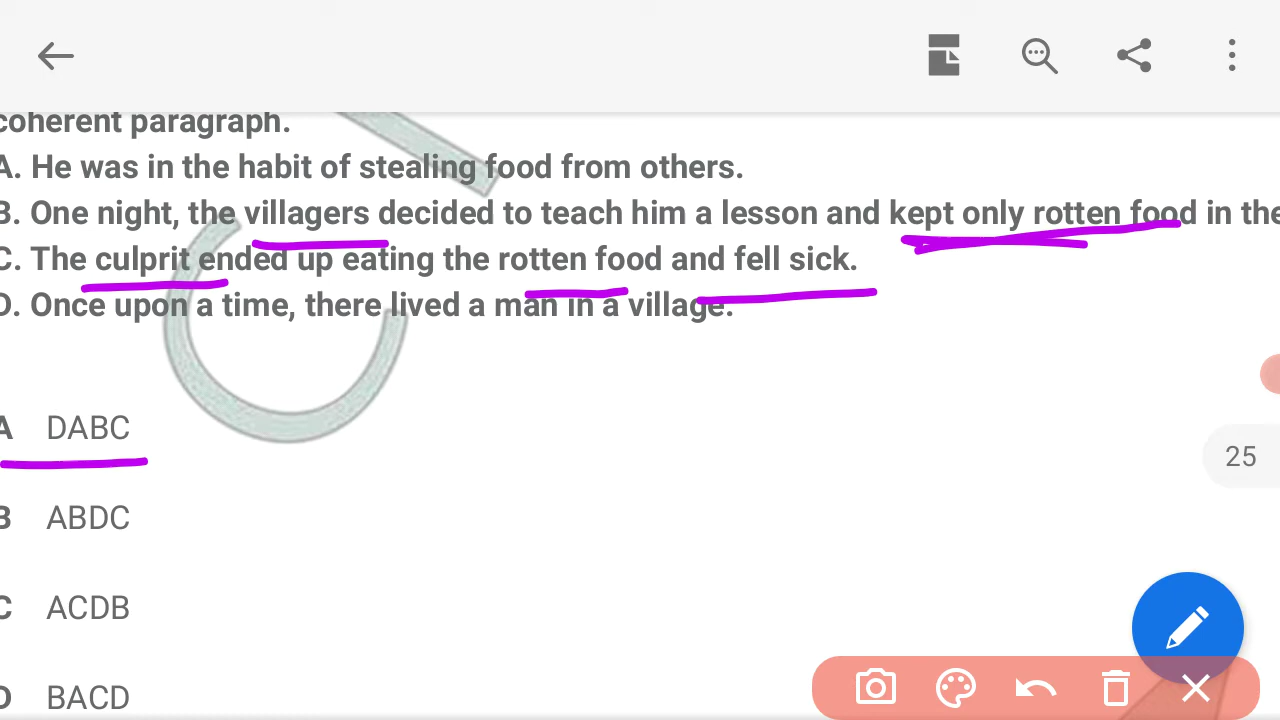 coherent paragraph.
A. He was in the habit of stealing food from others.
B. One night, the villagers decided to teach him a lesson and kept only rotten food in the
C. The culprit ended up eating the rotten food and fell sick.
D. Once upon a time, there lived a man in a village.
A DABC
25
B ABDC
C ACDB
D BACD